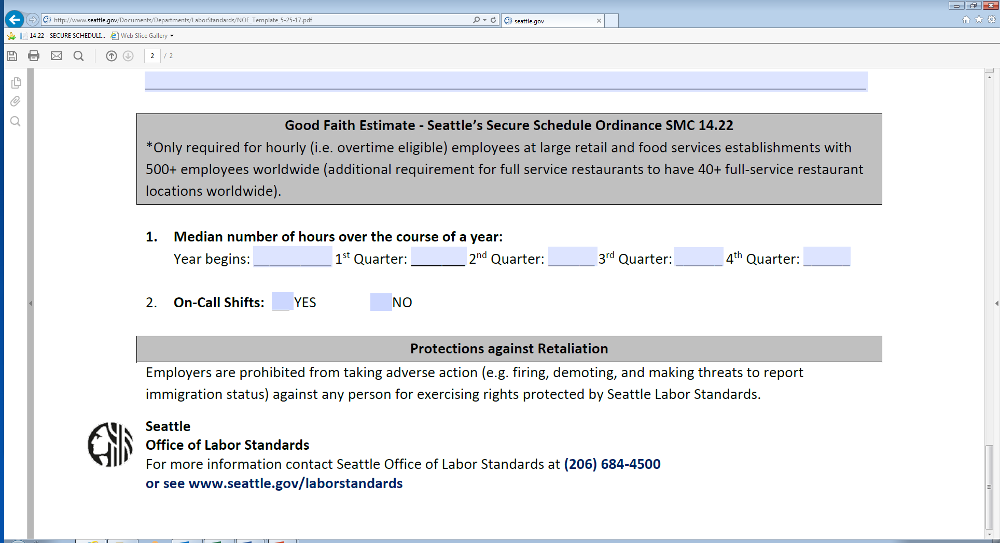 http://www.seattle.gov/Documents/Departments/LaborStandards/NOE_Template_5-25-17.pdf
seattle.gov
14.22 - SECURE SCHEDULI...
Web Slice Gallery
2 / 2
Good Faith Estimate - Seattle’s Secure Schedule Ordinance SMC 14.22
*Only required for hourly (i.e. overtime eligible) employees at large retail and food services establishments with
500+ employees worldwide (additional requirement for full service restaurants to have 40+ full-service restaurant
locations worldwide).
1. Median number of hours over the course of a year:
Year begins: 1st Quarter: 2nd Quarter: 3rd Quarter: 4th Quarter:
2. On-Call Shifts: YES NO
Protections against Retaliation
Employers are prohibited from taking adverse action (e.g. firing, demoting, and making threats to report
immigration status) against any person for exercising rights protected by Seattle Labor Standards.
Seattle
Office of Labor Standards
For more information contact Seattle Office of Labor Standards at (206) 684-4500
or see www.seattle.gov/laborstandards